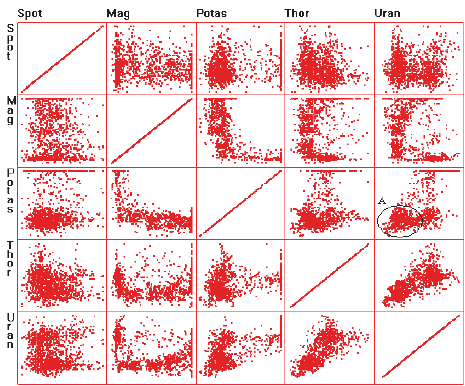 Spot Mag Potas Thor Uran
Spot
Mag
Potas
A
Thor
Uran